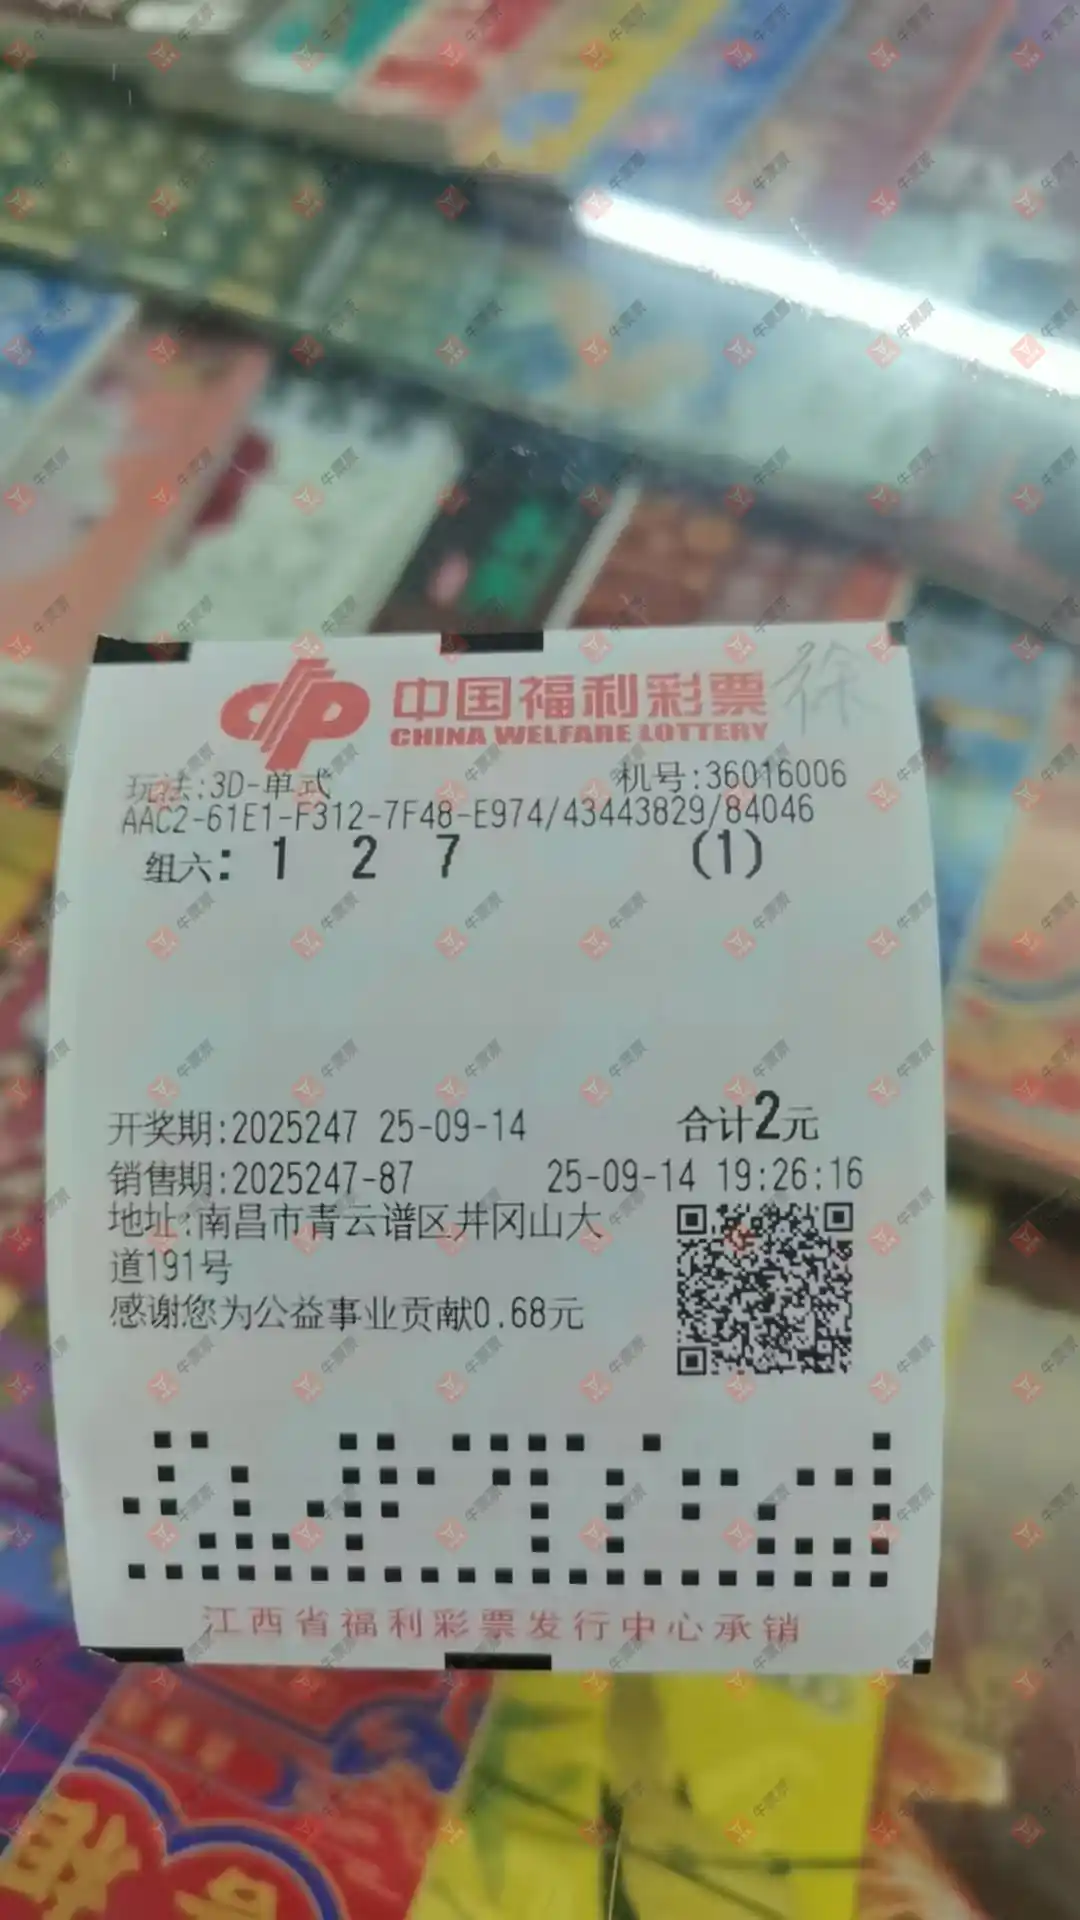 中国福利彩票
CHINA WELFARE LOTTERY
徐
玩法:3D-单式 机号:36016006
AAC2-61E1-F312-7F48-E974/43443829/84046
组六: 1 2 7 (1)
开奖期:2025247 25-09-14 合计2元
销售期:2025247-87 25-09-14 19:26:16
地址:南昌市青云谱区井冈山大
道191号
感谢您为公益事业贡献0.68元
江西省福利彩票发行中心承销